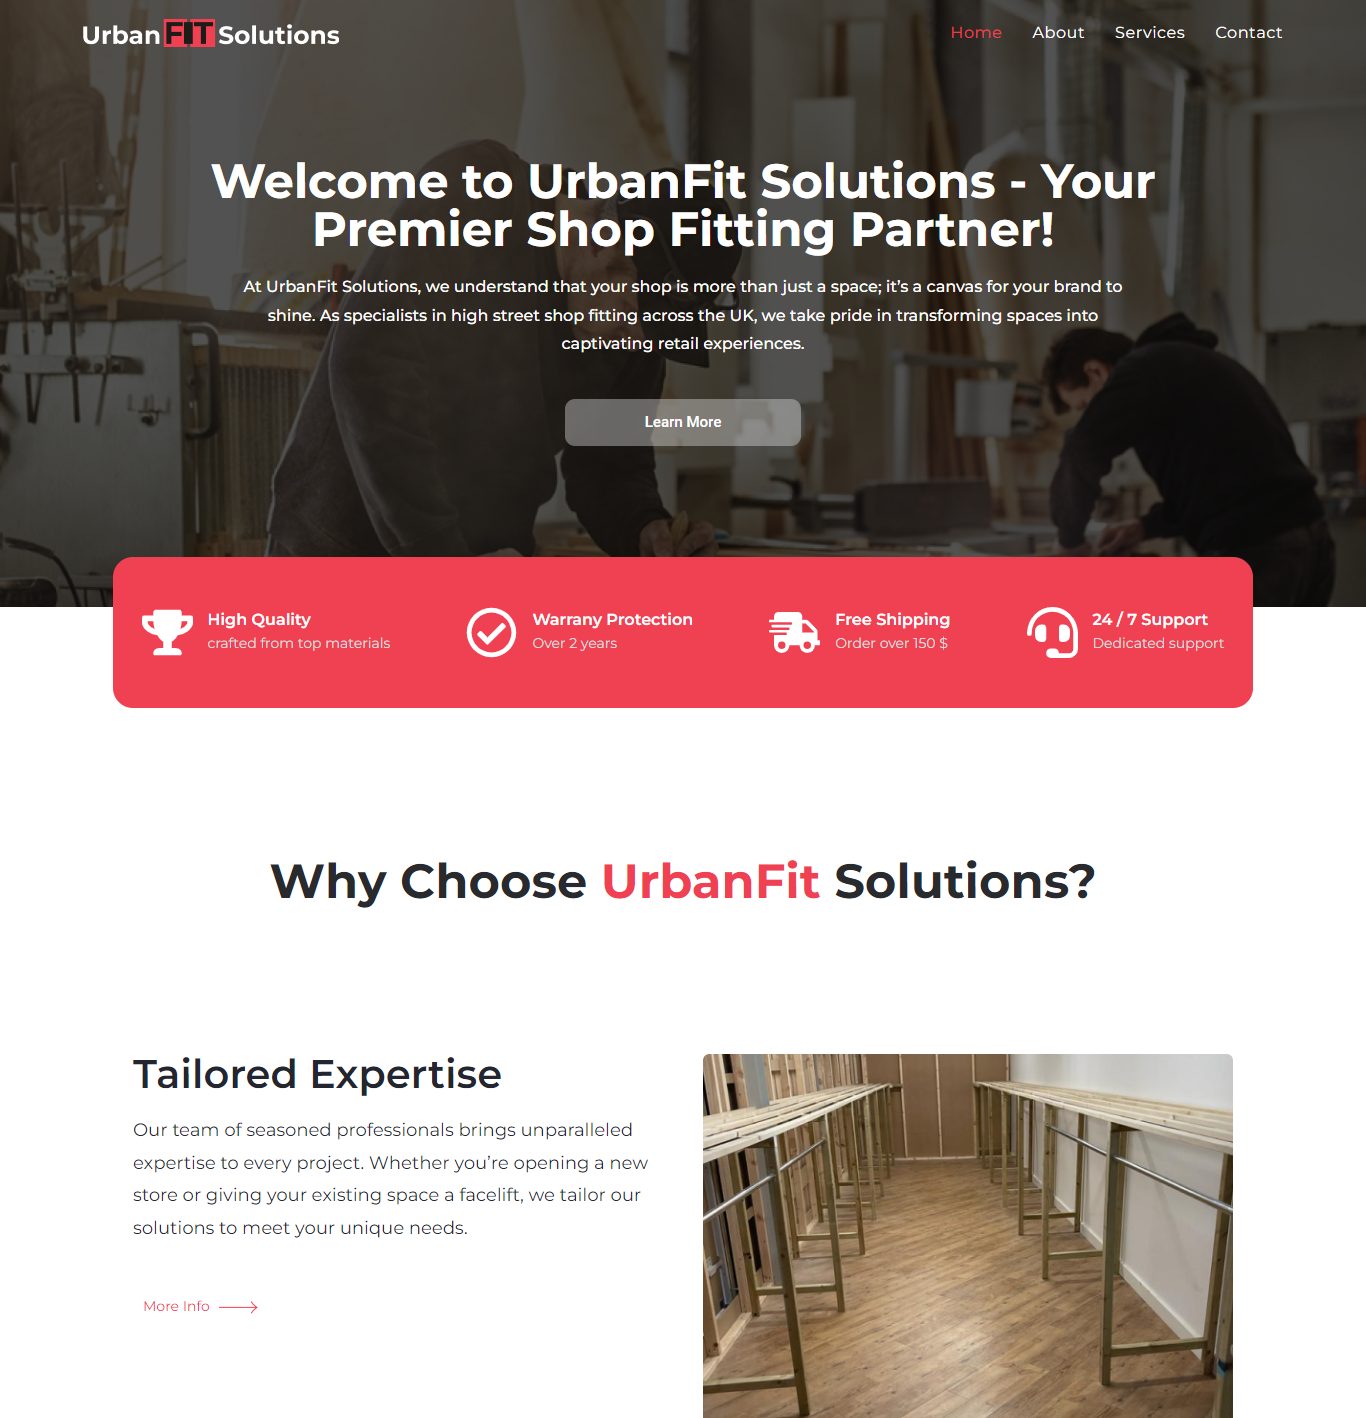 Urban FIT Solutions
Home About Services Contact
Welcome to UrbanFit Solutions - Your
Premier Shop Fitting Partner!
At UrbanFit Solutions, we understand that your shop is more than just a space; it’s a canvas for your brand to
shine. As specialists in high street shop fitting across the UK, we take pride in transforming spaces into
captivating retail experiences.
Learn More
High Quality
crafted from top materials
Warrany Protection
Over 2 years
Free Shipping
Order over 150 $
24 / 7 Support
Dedicated support
Why Choose UrbanFit Solutions?
Tailored Expertise
Our team of seasoned professionals brings unparalleled
expertise to every project. Whether you’re opening a new
store or giving your existing space a facelift, we tailor our
solutions to meet your unique needs.
More Info